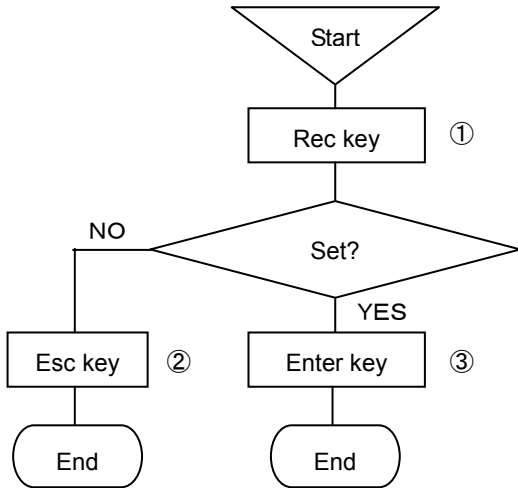 Start
Rec key ①
Set?
NO
YES
Esc key ②
Enter key ③
End
End